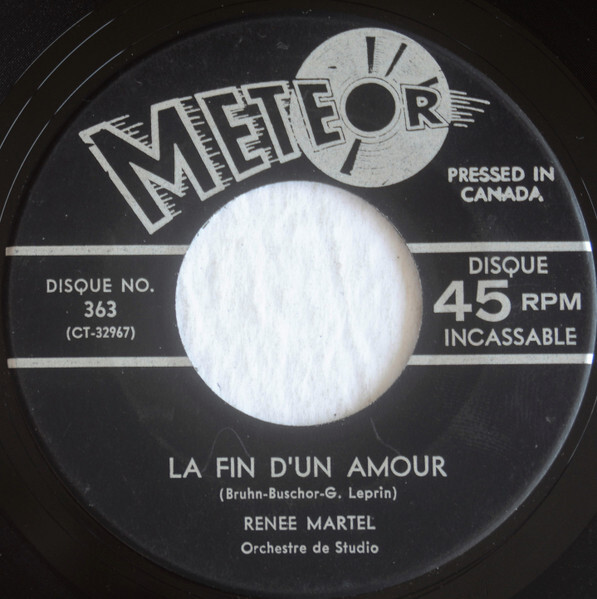 METEOR
PRESSED IN
CANADA
DISQUE NO.
363
(CT-32967)
DISQUE
45 RPM
INCASSABLE
LA FIN D'UN AMOUR
(Bruhn-Buschor-G. Leprin)
RENEE MARTEL
Orchestre de Studio